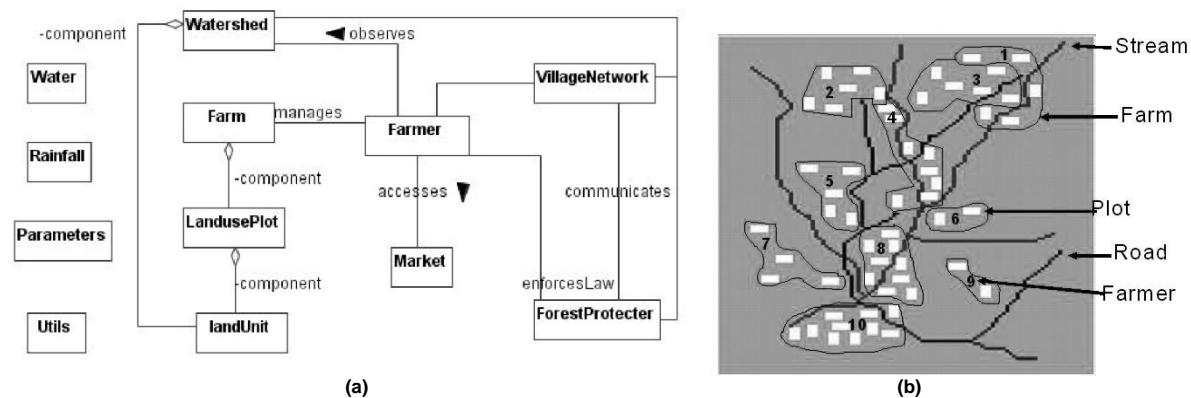 -component
Watershed
observes
Water
VillageNetwork
Farm
manages
Farmer
Rainfall
-component
accesses
communicates
LandusePlot
Parameters
Market
-component
enforcesLaw
Utils
landUnit
ForestProtecter
(a)
Stream
Farm
Plot
Road
Farmer
1
2
3
4
5
6
7
8
9
10
(b)